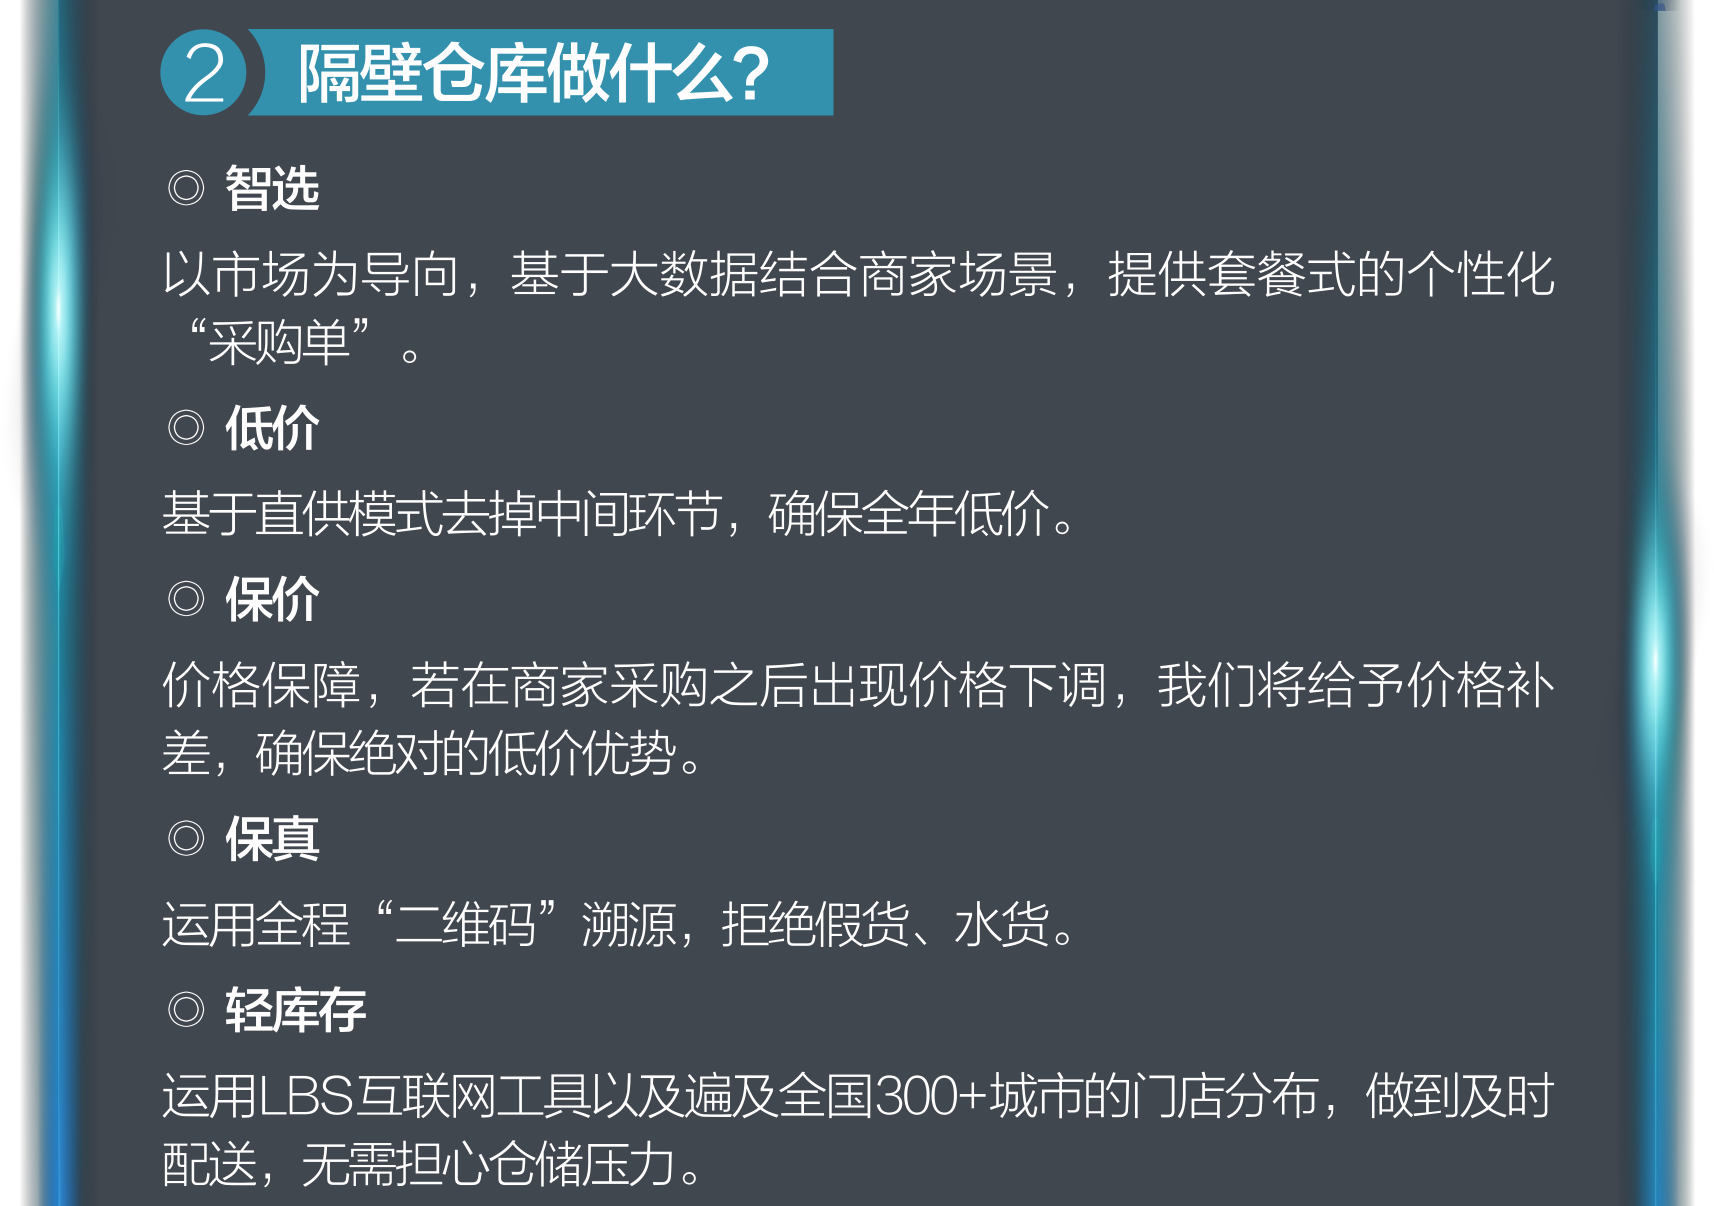 2 隔壁仓库做什么?
◎ 智选
以市场为导向，基于大数据结合商家场景，提供套餐式的个性化
“采购单”。
◎ 低价
基于直供模式去掉中间环节，确保全年低价。
◎ 保价
价格保障，若在商家采购之后出现价格下调，我们将给予价格补
差，确保绝对的低价优势。
◎ 保真
运用全程“二维码”溯源，拒绝假货、水货。
◎ 轻库存
运用LBS互联网工具以及遍及全国300+城市的门店分布，做到及时
配送，无需担心仓储压力。